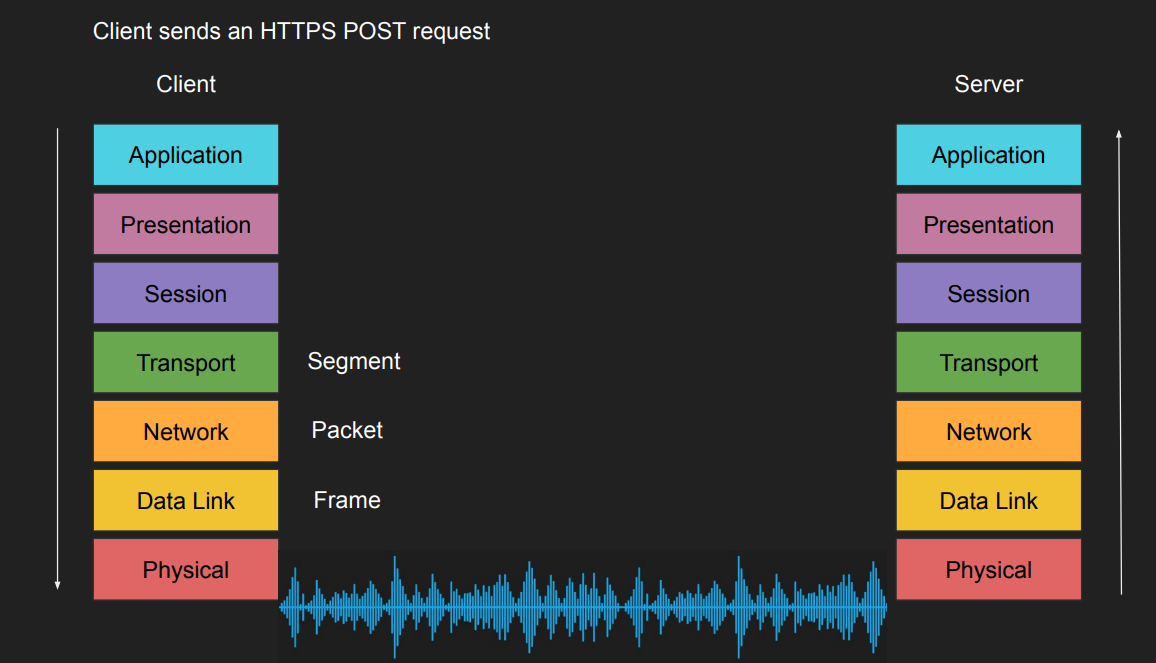 Client sends an HTTPS POST request
Client
Server
Application
Application
Presentation
Presentation
Session
Session
Transport
Segment
Transport
Network
Packet
Network
Data Link
Frame
Data Link
Physical
Physical